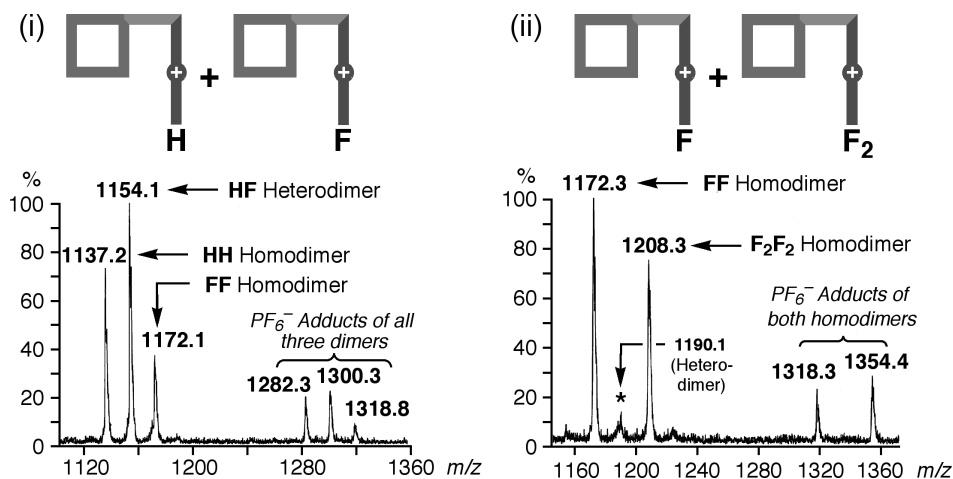 (i)
+
+
+
H
F
%
100
80
60
40
20
0
1154.1
HF Heterodimer
1137.2
HH Homodimer
FF Homodimer
1172.1
PF6− Adducts of all
three dimers
1282.3
1300.3
1318.8
1120
1200
1280
1360
m/z
(ii)
+
+
+
F
F2
%
100
80
60
40
20
0
1172.3
FF Homodimer
1208.3
F2F2 Homodimer
PF6− Adducts of
both homodimers
1190.1
(Hetero-
dimer)
*
1318.3
1354.4
1160
1200
1240
1280
1320
1360
m/z